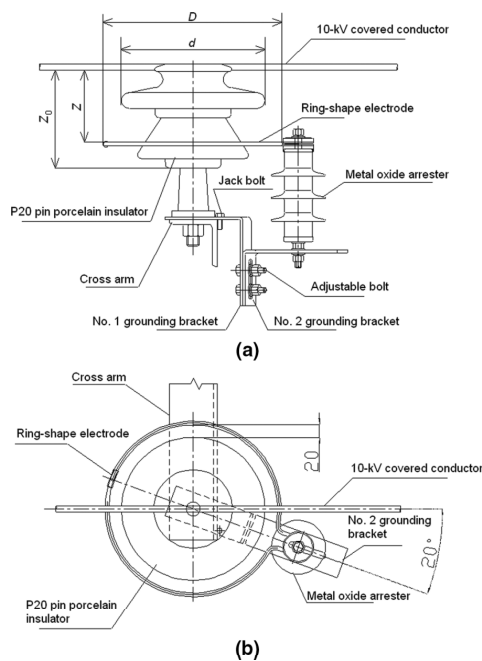 D
10-kV covered conductor
d
Z₀
Z
Ring-shape electrode
Jack bolt
Metal oxide arrester
P20 pin porcelain insulator
Cross arm
Adjustable bolt
No. 1 grounding bracket
No. 2 grounding bracket
(a)
Cross arm
Ring-shape electrode
20
10-kV covered conductor
No. 2 grounding
bracket
20°
Metal oxide arrester
P20 pin porcelain
insulator
(b)